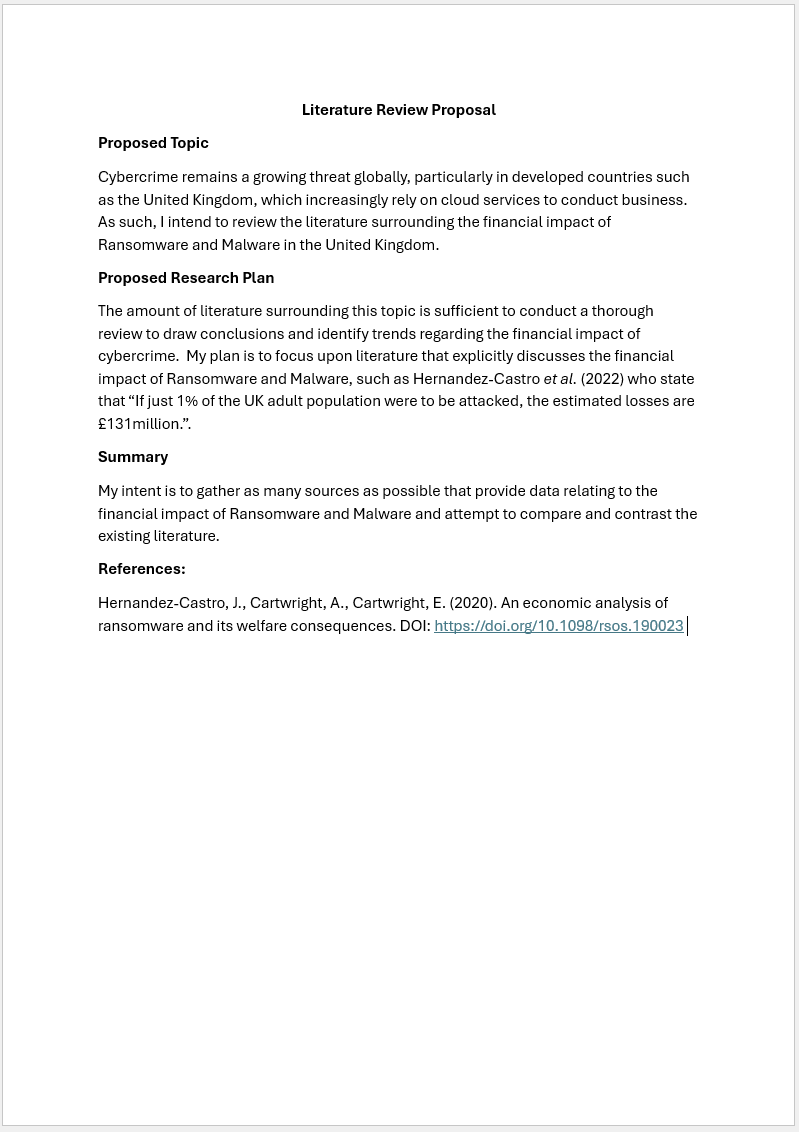 Literature Review Proposal
Proposed Topic
Cybercrime remains a growing threat globally, particularly in developed countries such
as the United Kingdom, which increasingly rely on cloud services to conduct business.
As such, I intend to review the literature surrounding the financial impact of
Ransomware and Malware in the United Kingdom.
Proposed Research Plan
The amount of literature surrounding this topic is sufficient to conduct a thorough
review to draw conclusions and identify trends regarding the financial impact of
cybercrime.  My plan is to focus upon literature that explicitly discusses the financial
impact of Ransomware and Malware, such as Hernandez-Castro et al. (2022) who state
that “If just 1% of the UK adult population were to be attacked, the estimated losses are
£131million.”.
Summary
My intent is to gather as many sources as possible that provide data relating to the
financial impact of Ransomware and Malware and attempt to compare and contrast the
existing literature.
References:
Hernandez-Castro, J., Cartwright, A., Cartwright, E. (2020). An economic analysis of
ransomware and its welfare consequences. DOI: https://doi.org/10.1098/rsos.190023